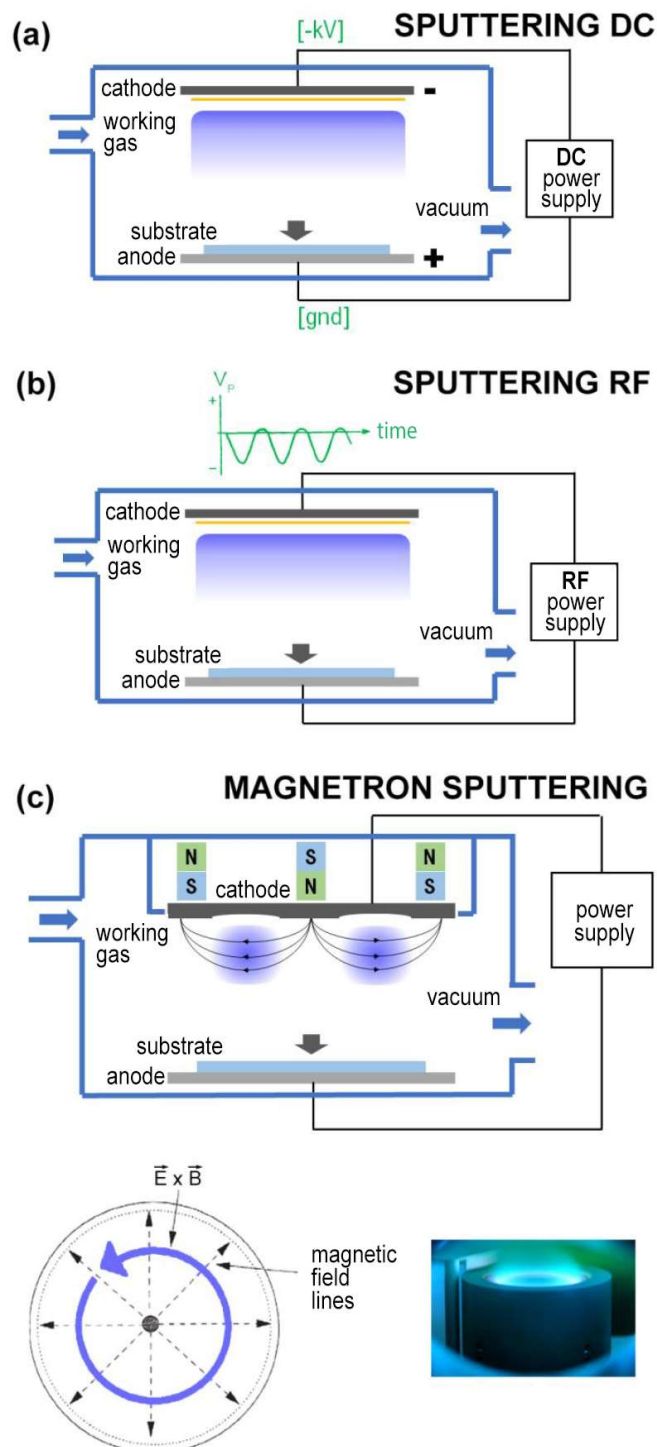 (a)
[-kV]
SPUTTERING DC
cathode
-
working
gas
DC
power
supply
vacuum
substrate
anode
+
[gnd]
(b)
SPUTTERING RF
Vₚ
+
time
−
cathode
working
gas
RF
power
supply
vacuum
substrate
anode
(c)
MAGNETRON SPUTTERING
N
S
N
S
N
S
cathode
power
supply
working
gas
vacuum
substrate
anode
E⃗ x B⃗
magnetic
field
lines